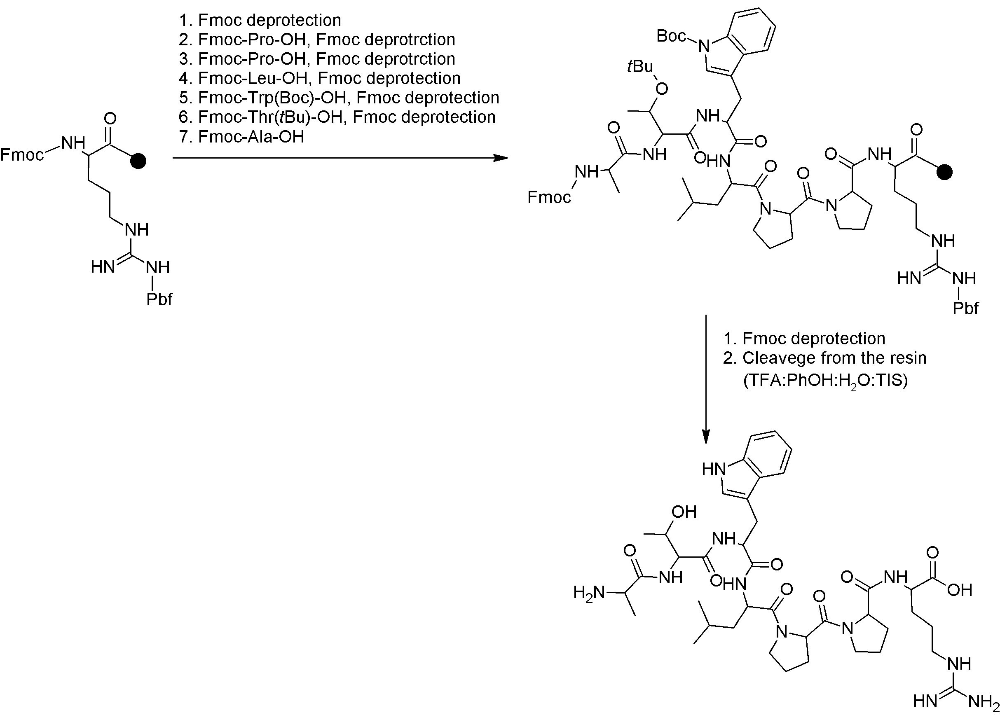 1. Fmoc deprotection
2. Fmoc-Pro-OH, Fmoc deprotrction
3. Fmoc-Pro-OH, Fmoc deprotrction
4. Fmoc-Leu-OH, Fmoc deprotection
5. Fmoc-Trp(Boc)-OH, Fmoc deprotection
6. Fmoc-Thr(tBu)-OH, Fmoc deprotection
7. Fmoc-Ala-OH
O
NH
Fmoc
NH
HN
NH
Pbf
Boc
N
tBu
O
NH
O
O
O
NH
O
HN
NH
Fmoc
O
O
N
N
O
NH
O
NH
HN
NH
Pbf
1. Fmoc deprotection
2. Cleavege from the resin
(TFA:PhOH:H2O:TIS)
HN
OH
NH
O
O
NH
O
HN
H2N
O
O
N
N
O
NH
O
OH
NH
HN
NH2